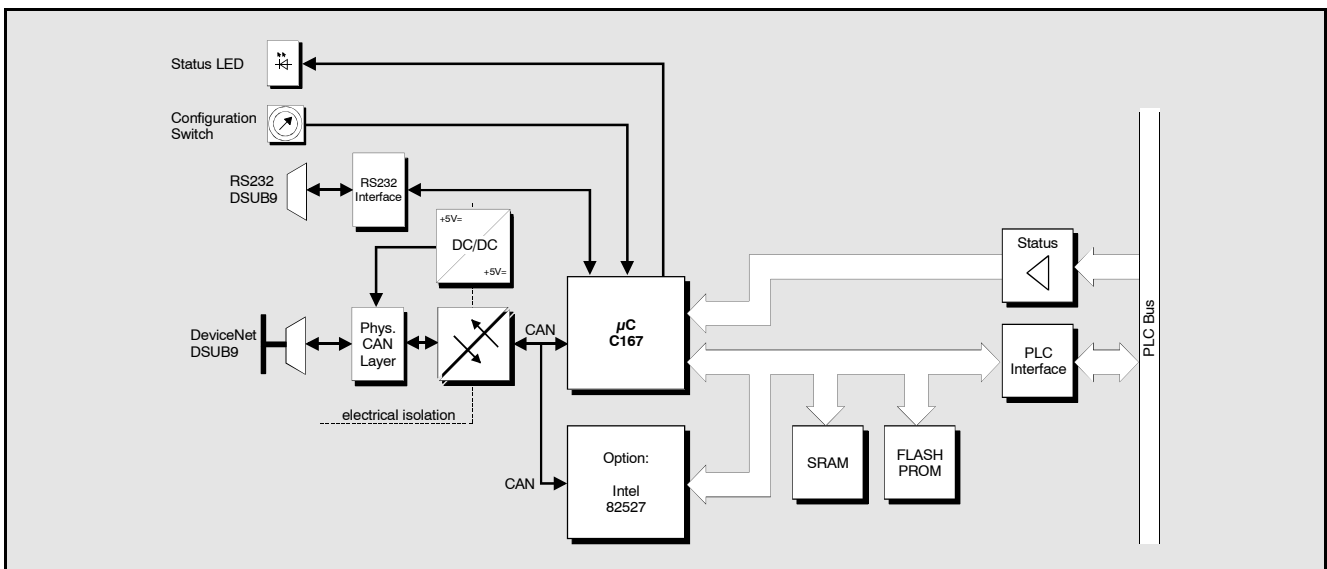 Status LED
Configuration
Switch
RS232
DSUB9
RS232
Interface
+5V=
DC/DC
+5V=
Status
DeviceNet
DSUB9
Phys.
CAN
Layer
CAN
µC
C167
PLC
Interface
PLC Bus
electrical isolation
CAN
Option:
Intel
82527
SRAM
FLASH
PROM